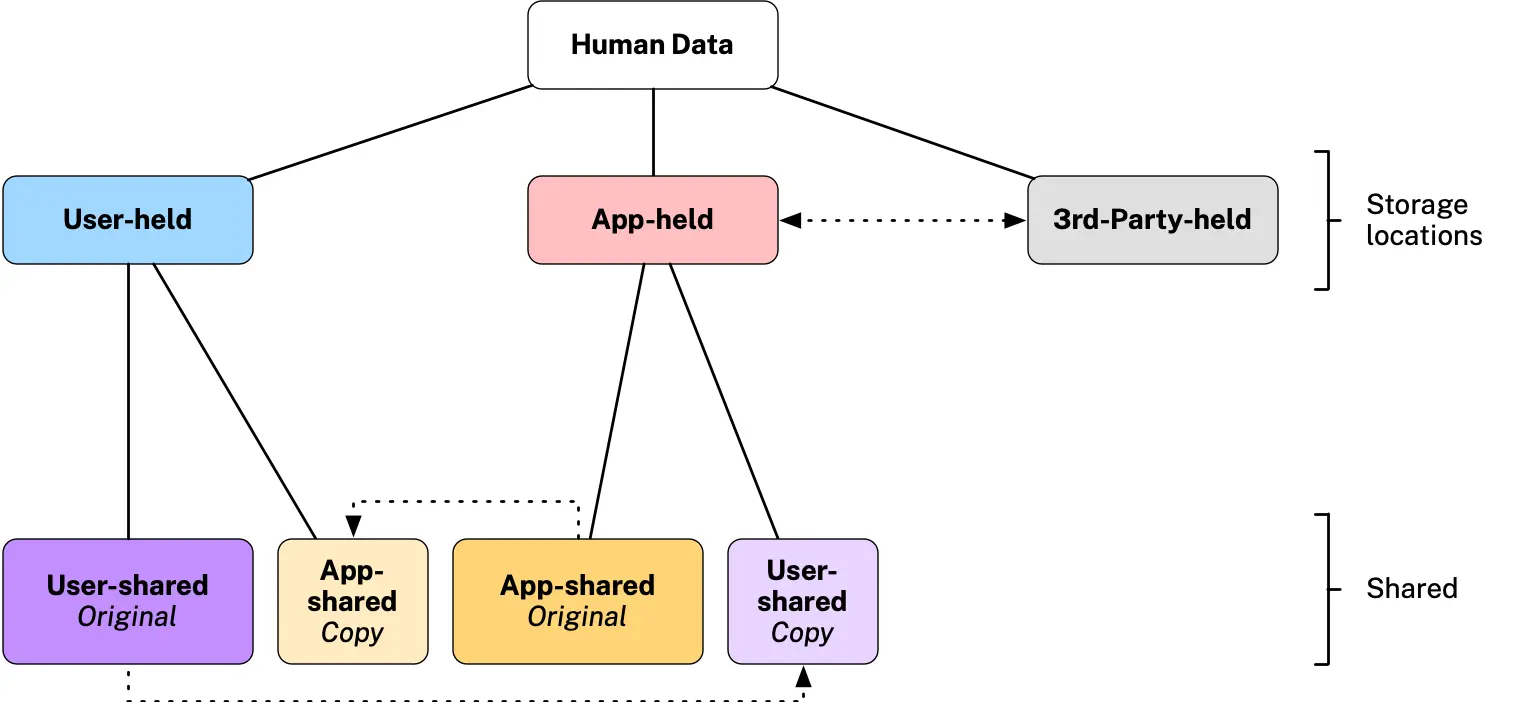 Human Data
User-held
App-held
3rd-Party-held
Storage
locations
User-shared
Original
App-
shared
Copy
App-shared
Original
User-
shared
Copy
Shared